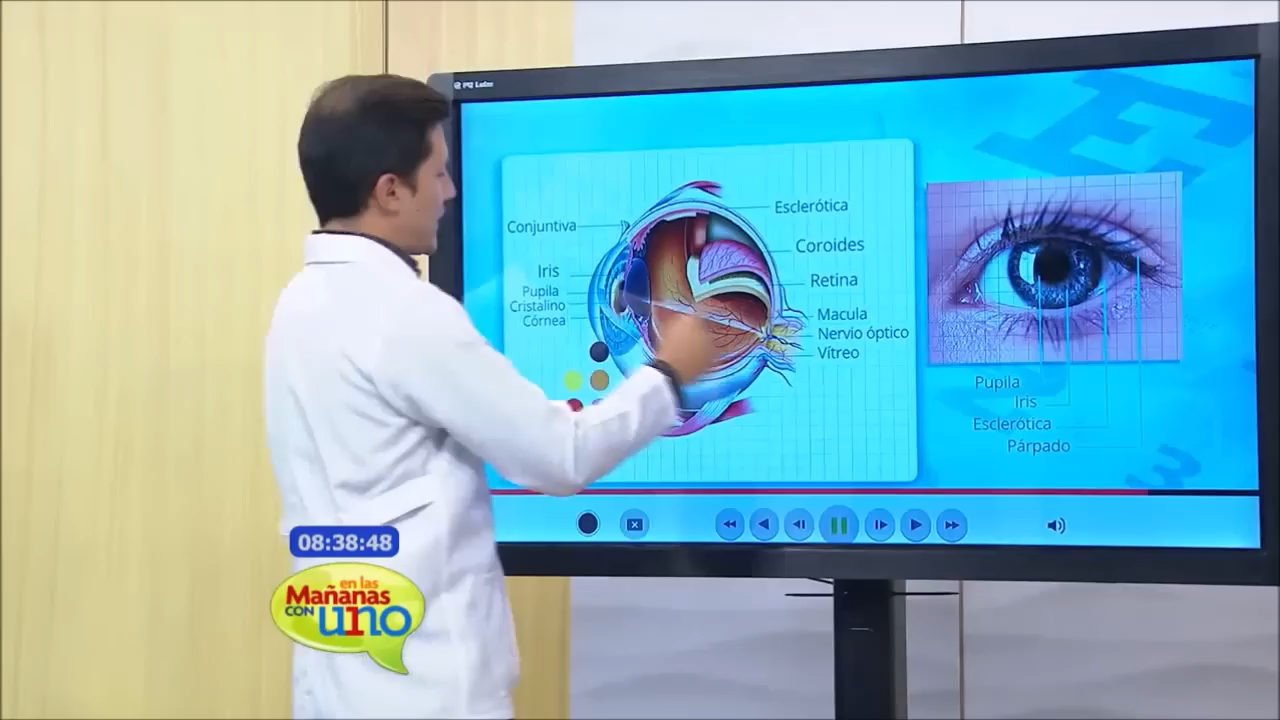 Conjuntiva
Iris
Pupila
Cristalino
Córnea
Esclerótica
Coroides
Retina
Macula
Nervio óptico
Vítreo
Pupila
Iris
Esclerótica
Párpado
08:38:48
en las
Mañanas
CON uno